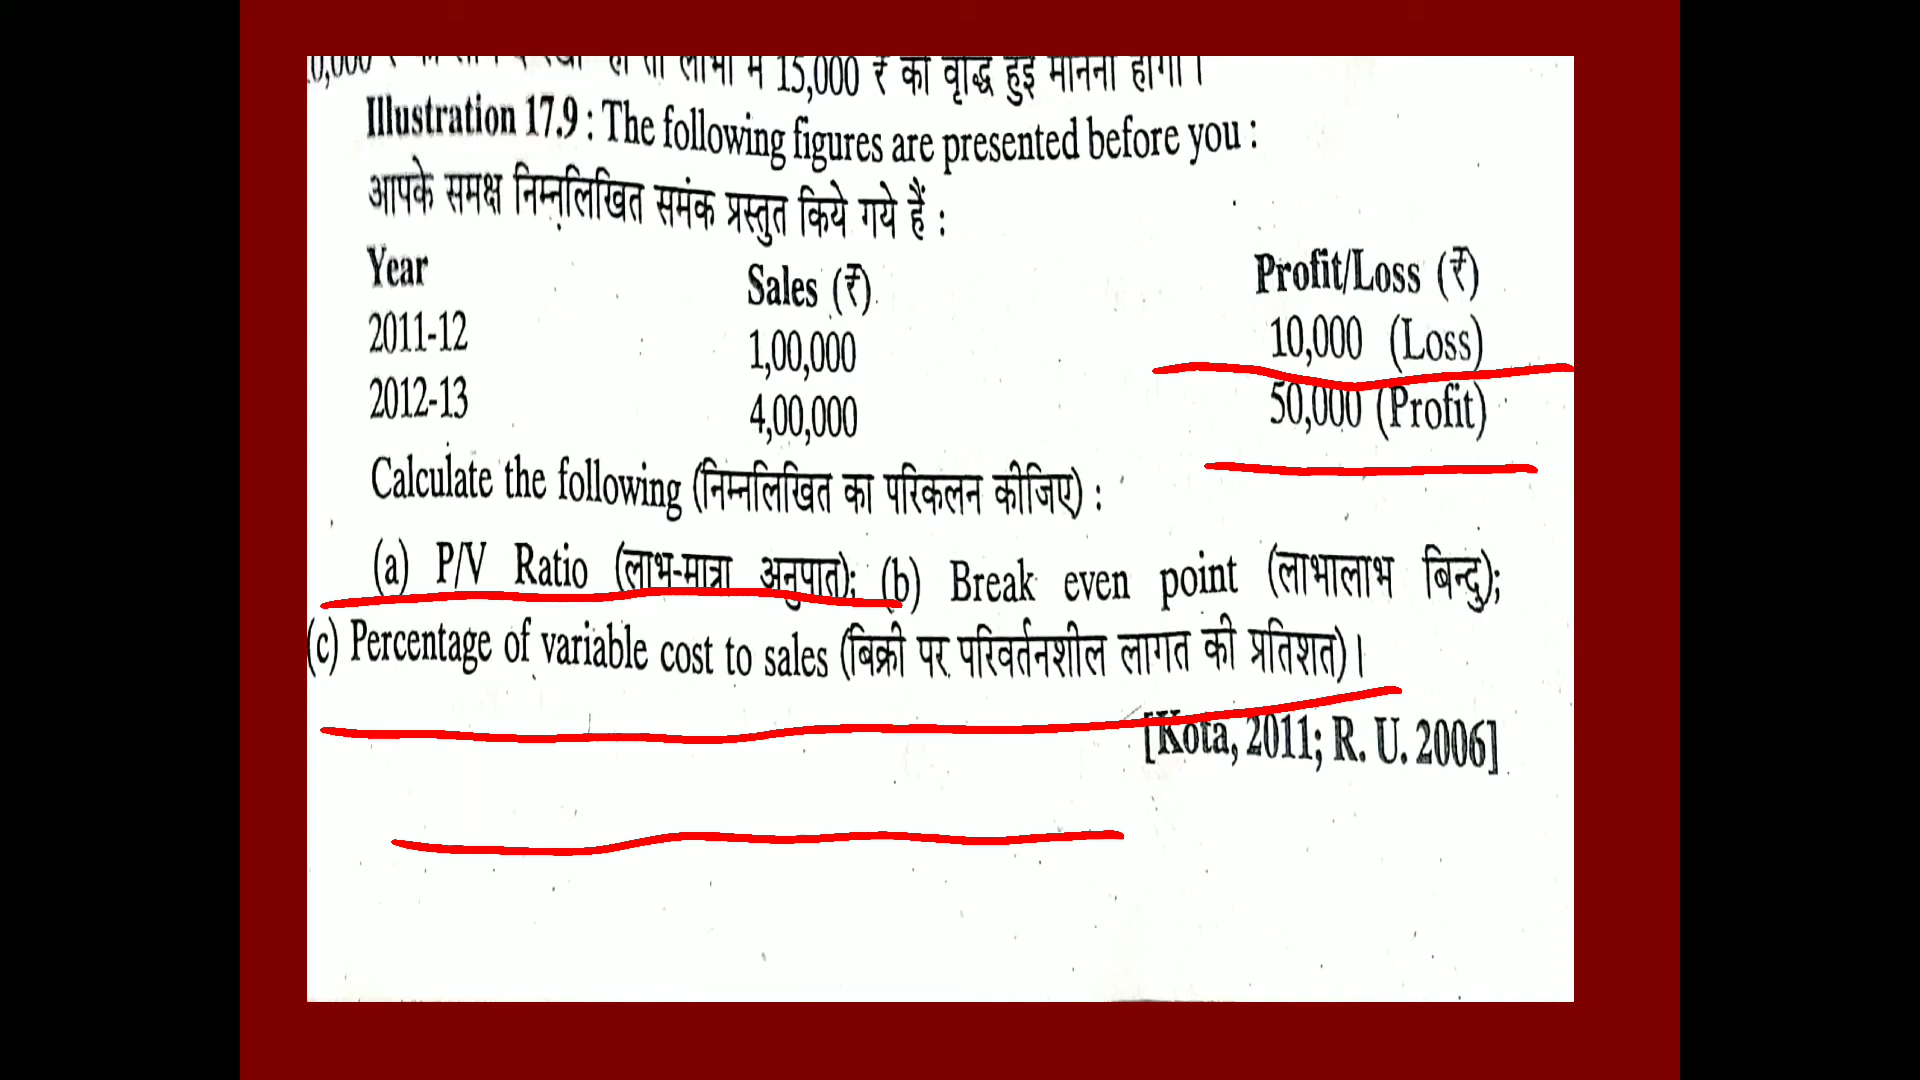 15,000 ₹ की वृद्धि हुई माननी होगी।
Illustration 17.9 : The following figures are presented before you :
आपके समक्ष निम्नलिखित समंक प्रस्तुत किये गये हैं :
Year Sales (₹) Profit/Loss (₹)
2011-12 1,00,000 10,000 (Loss)
2012-13 4,00,000 50,000 (Profit)
Calculate the following (निम्नलिखित का परिकलन कीजिए) :
(a) P/V Ratio (लाभ-मात्रा अनुपात); (b) Break even point (लाभालाभ बिन्दु);
(c) Percentage of variable cost to sales (बिक्री पर परिवर्तनशील लागत की प्रतिशत)।
[Kota, 2011; R. U. 2006]